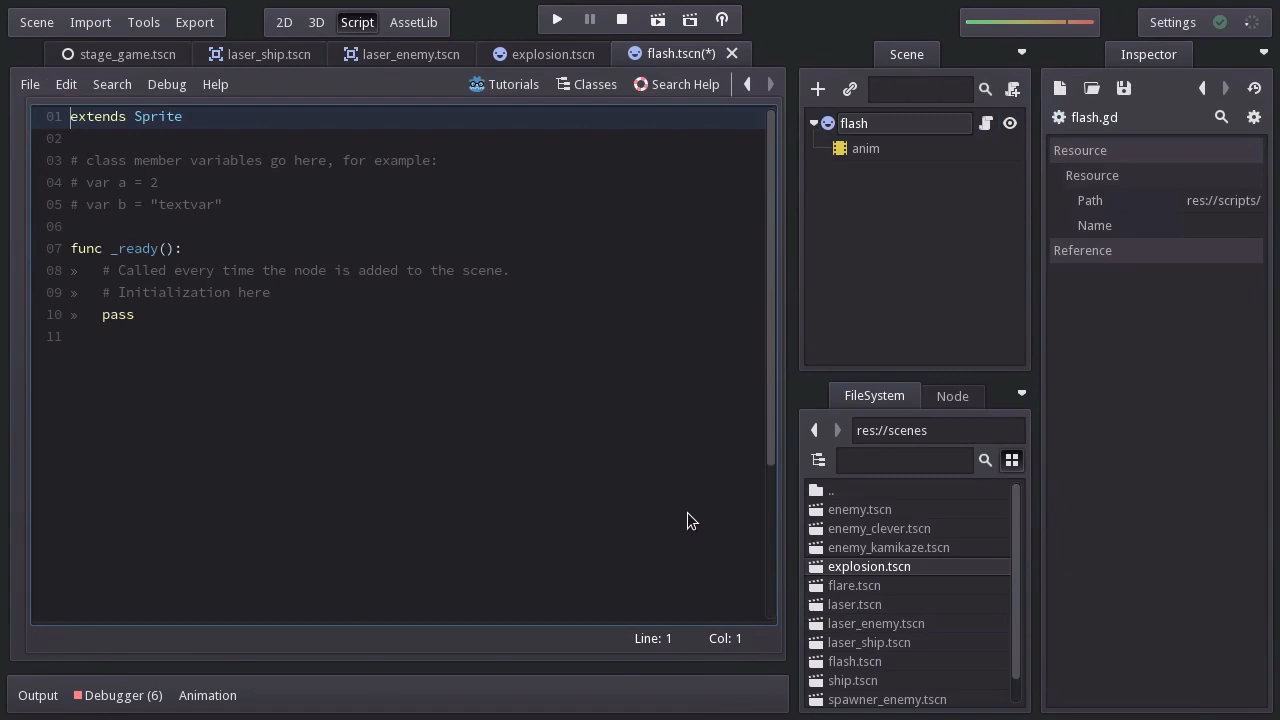 Scene Import Tools Export 2D 3D Script AssetLib Settings
stage_game.tscn laser_ship.tscn laser_enemy.tscn explosion.tscn flash.tscn(*)
File Edit Search Debug Help Tutorials Classes Search Help
01 extends Sprite
02
03 # class member variables go here, for example:
04 # var a = 2
05 # var b = "textvar"
06
07 func _ready():
08 » # Called every time the node is added to the scene.
09 » # Initialization here
10 » pass
11
Line: 1 Col: 1
Output Debugger (6) Animation
Scene
flash
anim
FileSystem Node
res://scenes
..
enemy.tscn
enemy_clever.tscn
enemy_kamikaze.tscn
explosion.tscn
flare.tscn
laser.tscn
laser_enemy.tscn
laser_ship.tscn
flash.tscn
ship.tscn
spawner_enemy.tscn
Inspector
flash.gd
Resource
Resource
Path res://scripts/
Name
Reference